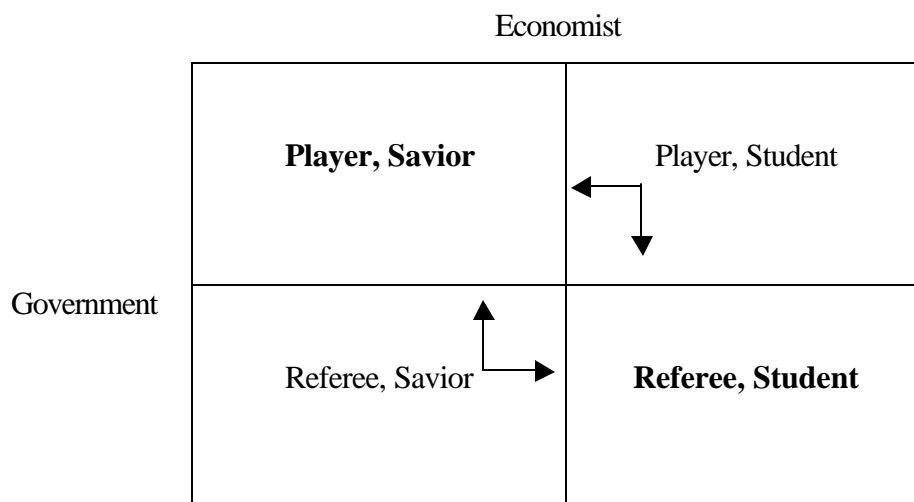 Economist
Player, Savior
Player, Student
Government
Referee, Savior
Referee, Student